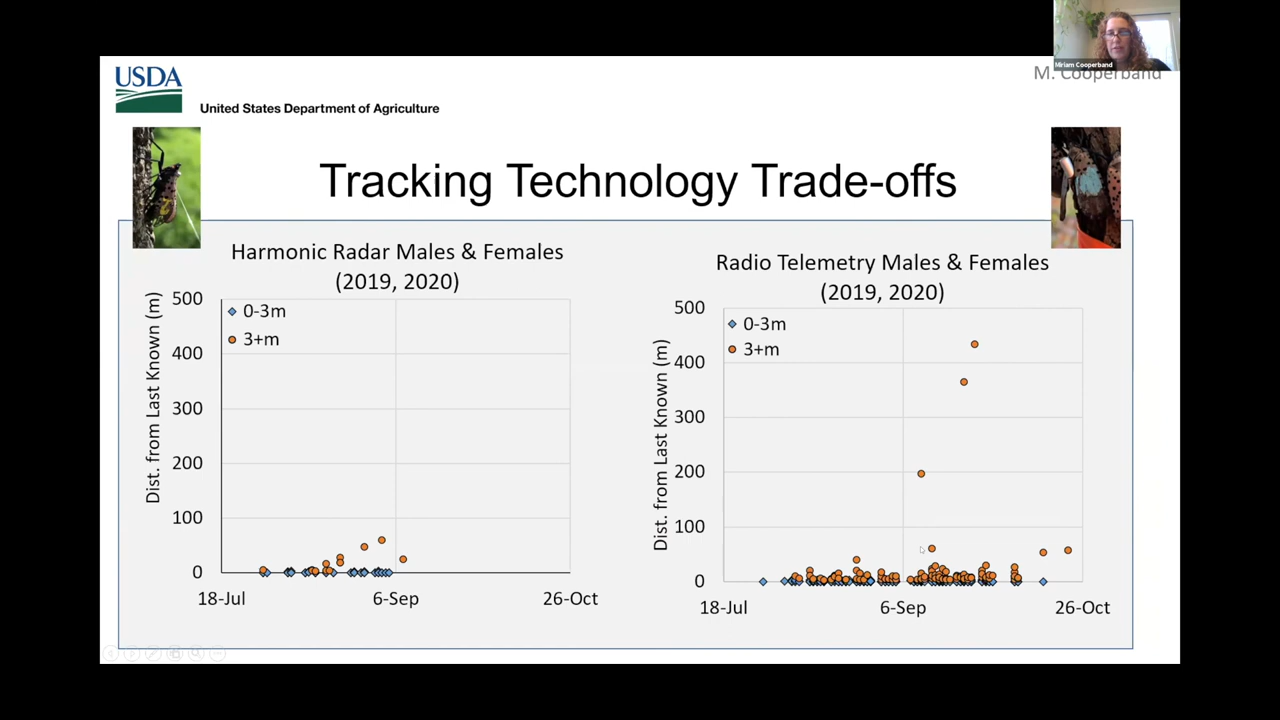 Miriam Cooperband
M. Cooperband
USDA
United States Department of Agriculture
Tracking Technology Trade-offs
Harmonic Radar Males & Females
(2019, 2020)
Dist. from Last Known (m)
500
400
300
200
100
0
0-3m
3+m
18-Jul
6-Sep
26-Oct
Radio Telemetry Males & Females
(2019, 2020)
Dist. from Last Known (m)
500
400
300
200
100
0
0-3m
3+m
18-Jul
6-Sep
26-Oct